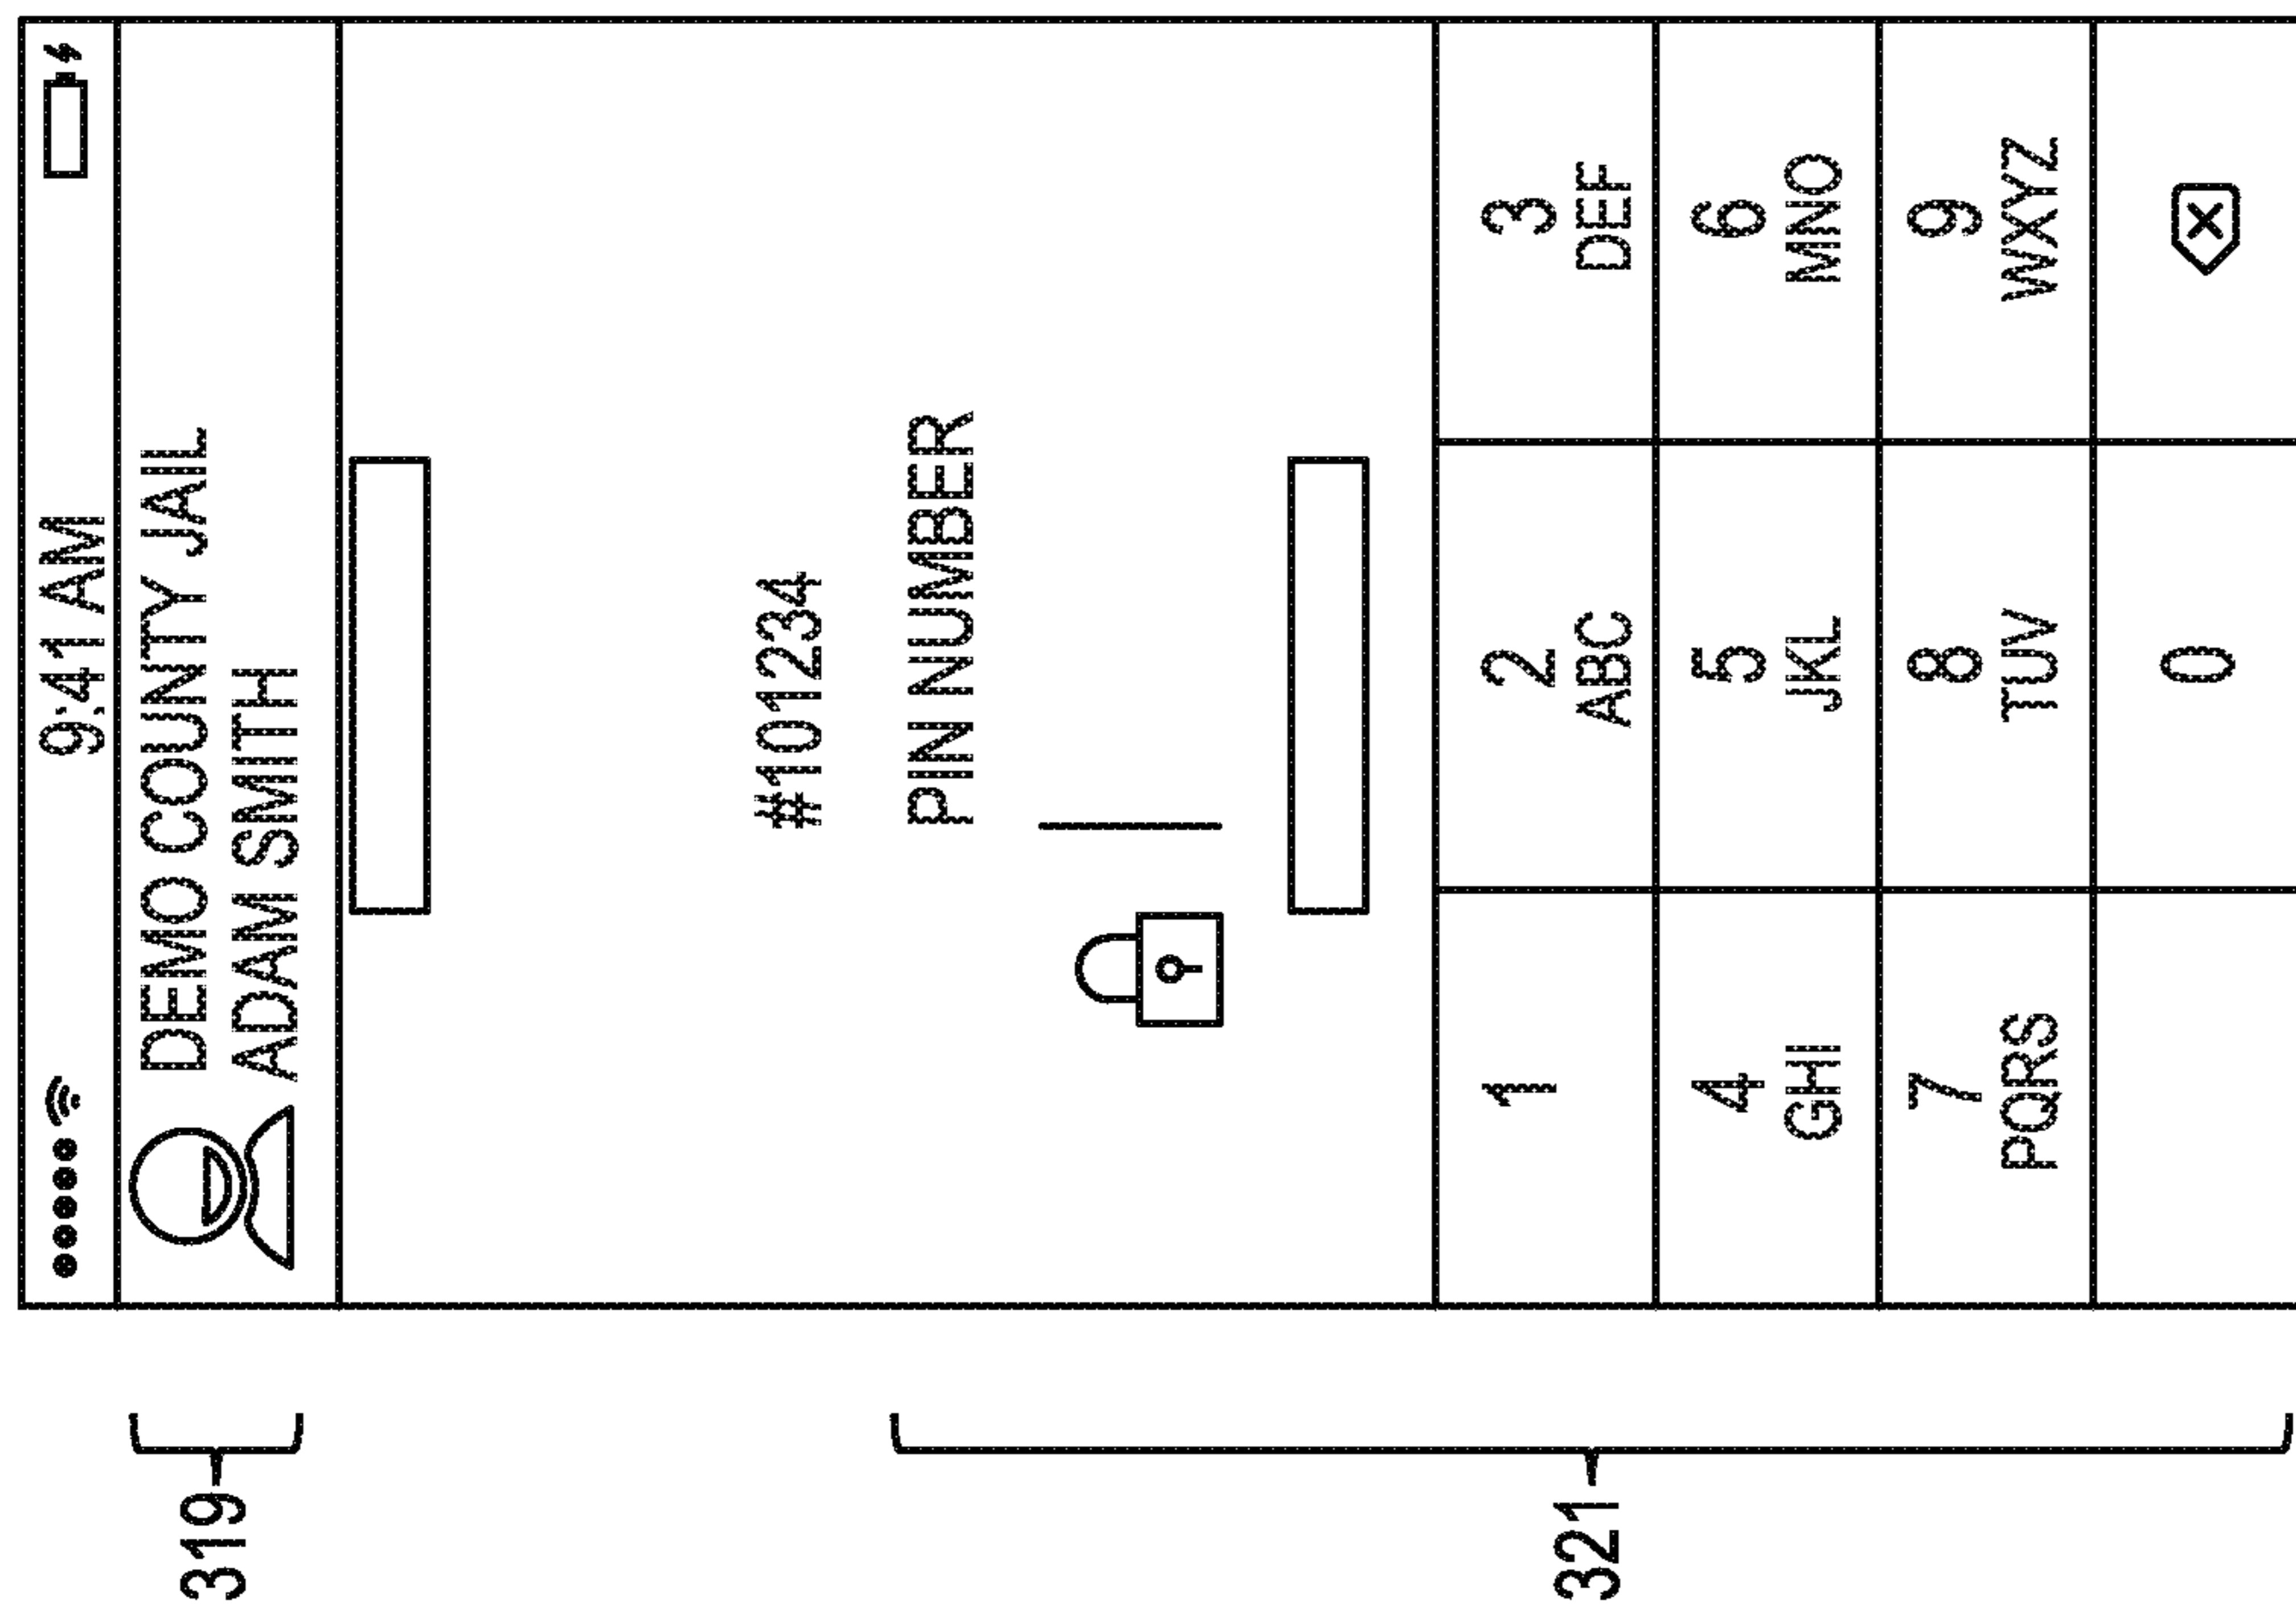 9:41 AM
DEMO COUNTY JAIL
ADAM SMITH
319
#101234
PIN NUMBER
321
1 2 3
ABC DEF
4 5 6
GHI JKL MNO
7 8 9
PQRS TUV WXYZ
0